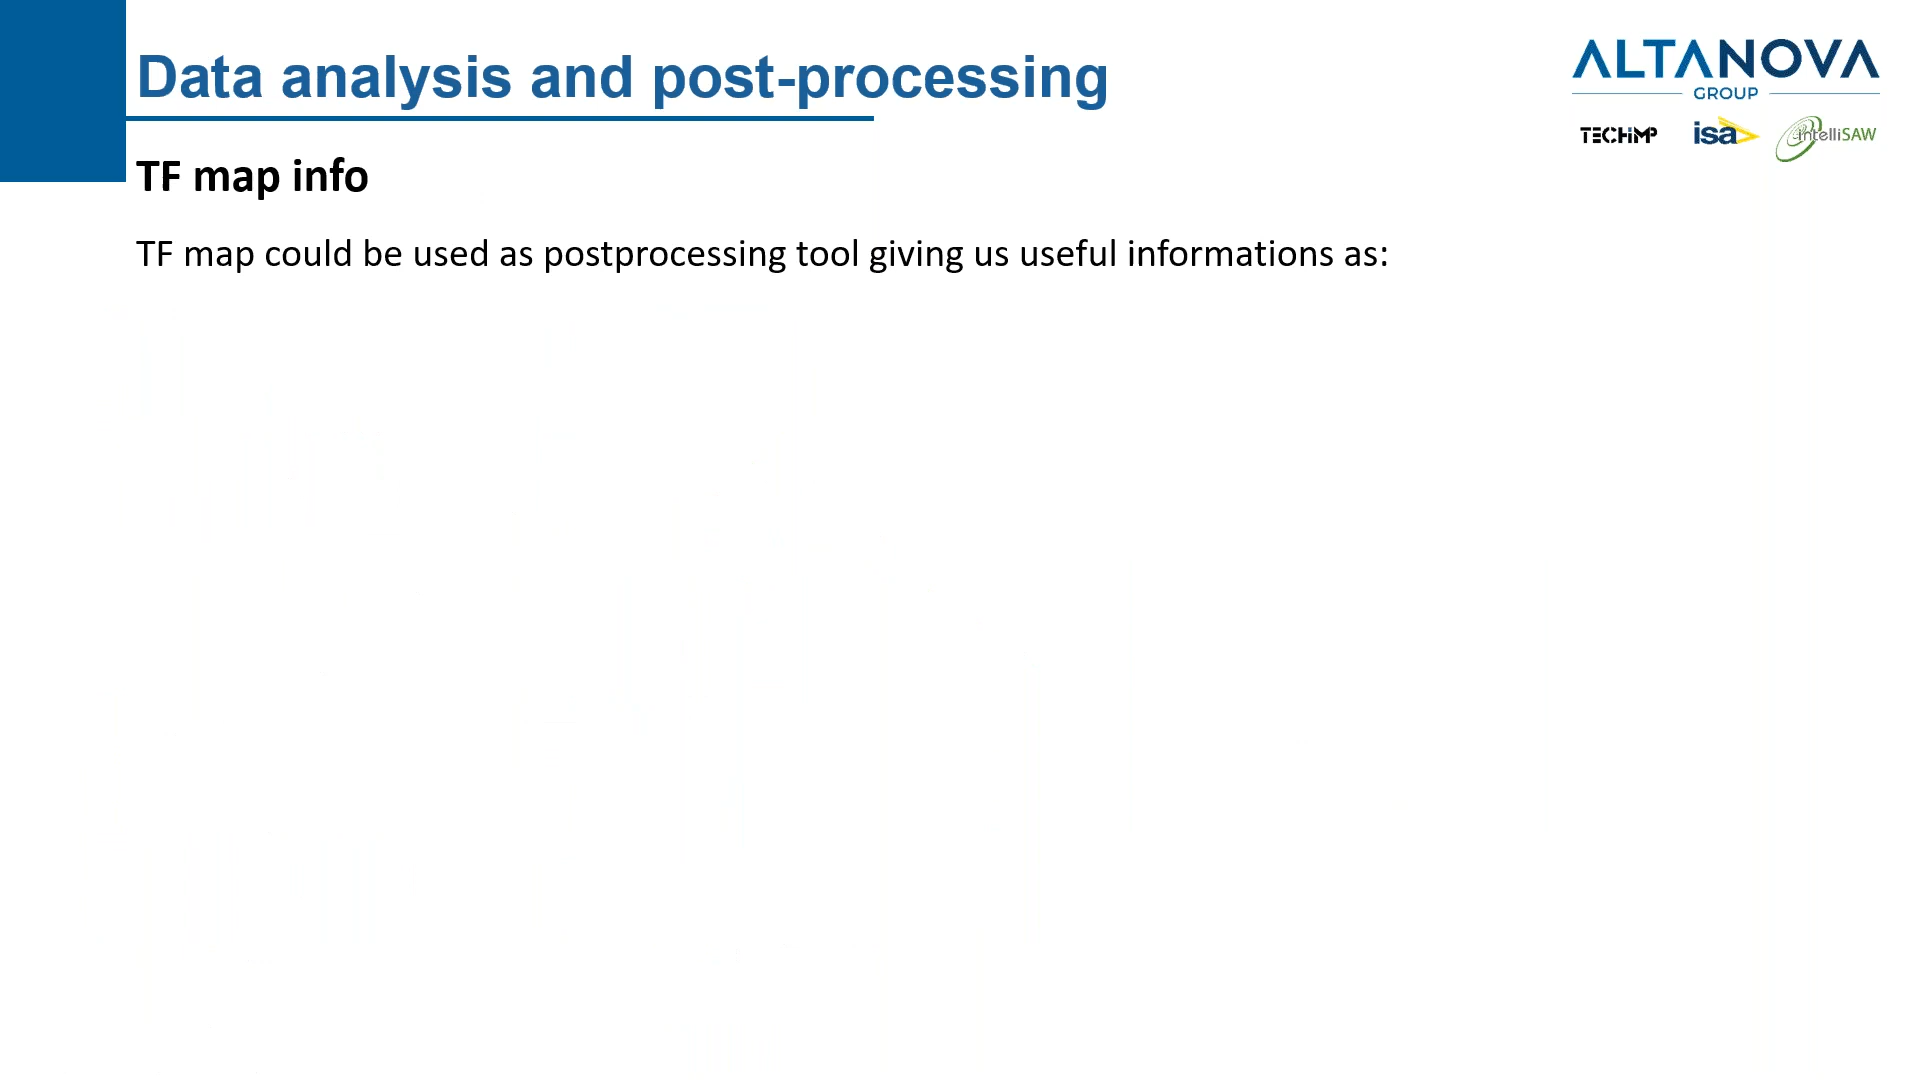 Data analysis and post-processing
ALTANOVA
GROUP
TECHIMP isa intelliSAW
TF map info
TF map could be used as postprocessing tool giving us useful informations as: